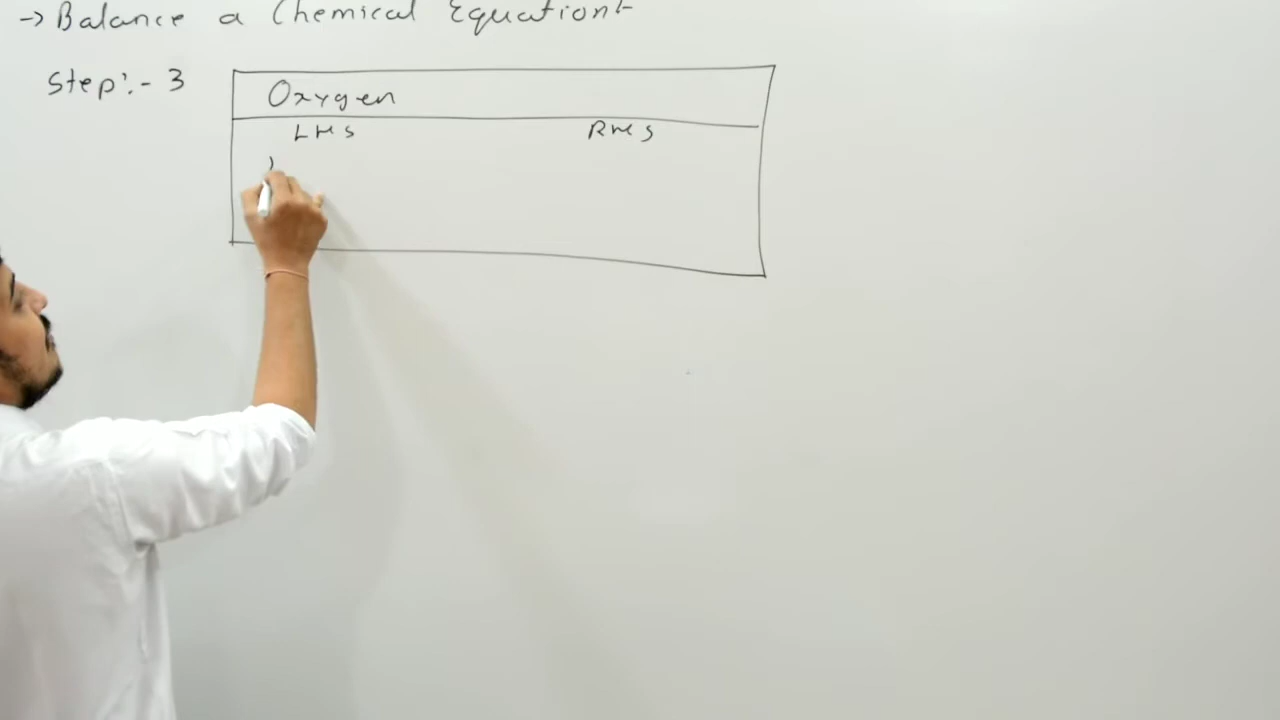 → Balance a Chemical Equation:-
Step:- 3
Oxygen
LHS RHS